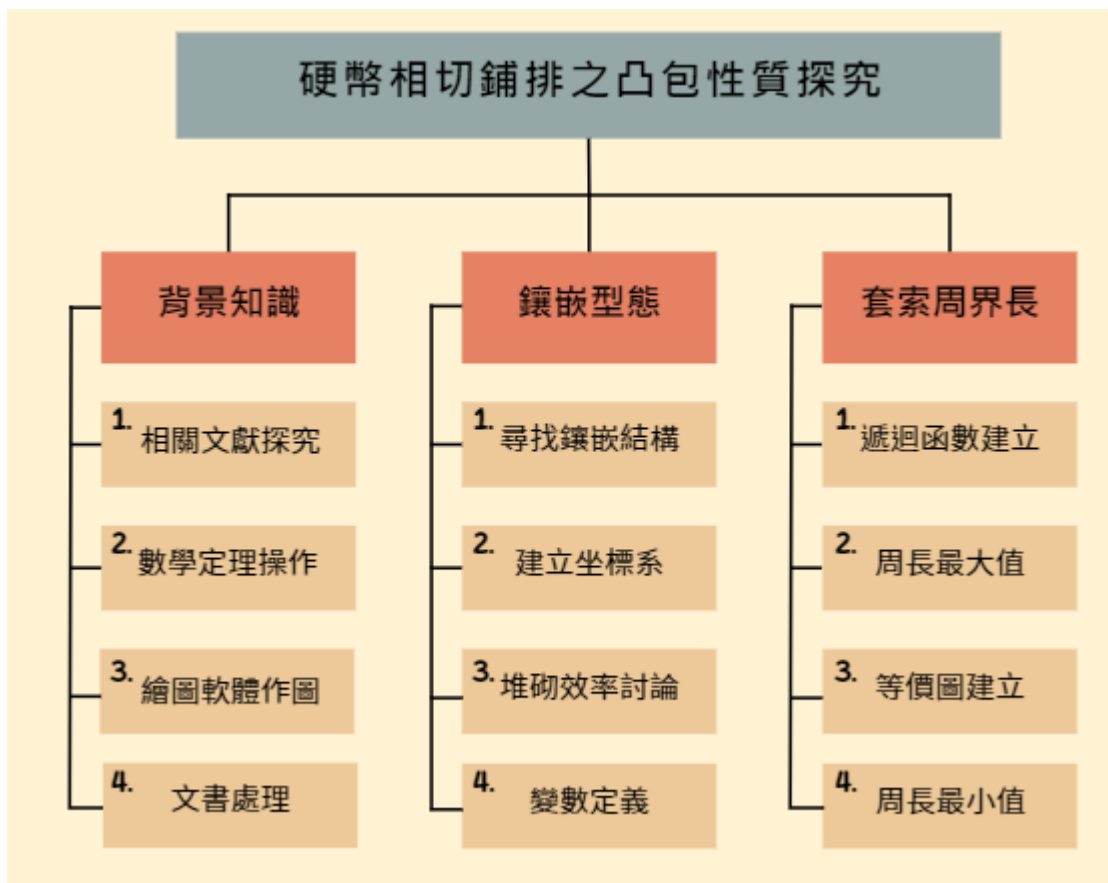 硬幣相切鋪排之凸包性質探究
背景知識
1. 相關文獻探究
2. 數學定理操作
3. 繪圖軟體作圖
4. 文書處理
鑲嵌型態
1. 尋找鑲嵌結構
2. 建立坐標系
3. 堆砌效率討論
4. 變數定義
套索周界長
1. 遞迴函數建立
2. 周長最大值
3. 等價圖建立
4. 周長最小值